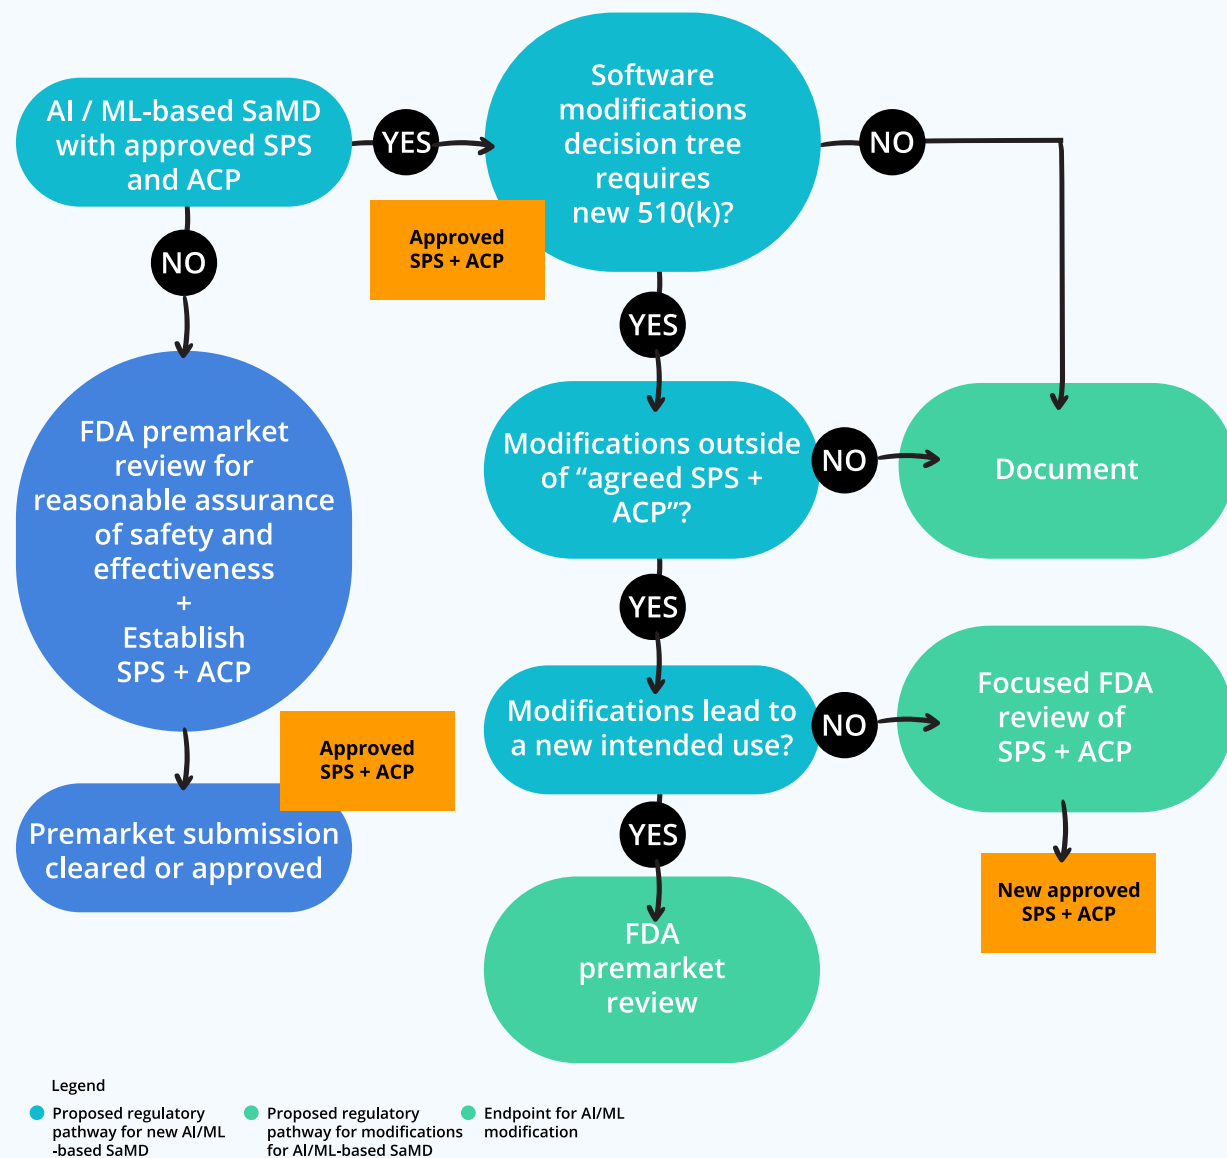 AI / ML-based SaMD
with approved SPS
and ACP
YES
Software
modifications
decision tree
requires
new 510(k)?
NO
Approved
SPS + ACP
NO
YES
FDA premarket
review for
reasonable assurance
of safety and
effectiveness
+
Establish
SPS + ACP
Modifications outside
of “agreed SPS +
ACP”?
NO
Document
YES
Modifications lead to
a new intended use?
NO
Focused FDA
review of
SPS + ACP
Approved
SPS + ACP
Premarket submission
cleared or approved
YES
New approved
SPS + ACP
FDA
premarket
review
Legend
Proposed regulatory
pathway for new AI/ML
-based SaMD
Proposed regulatory
pathway for modifications
for AI/ML-based SaMD
Endpoint for AI/ML
modification